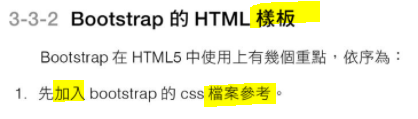 3-3-2 Bootstrap 的 HTML 樣板
Bootstrap 在 HTML5 中使用上有幾個重點，依序為：
1. 先加入 bootstrap 的 css 檔案參考。